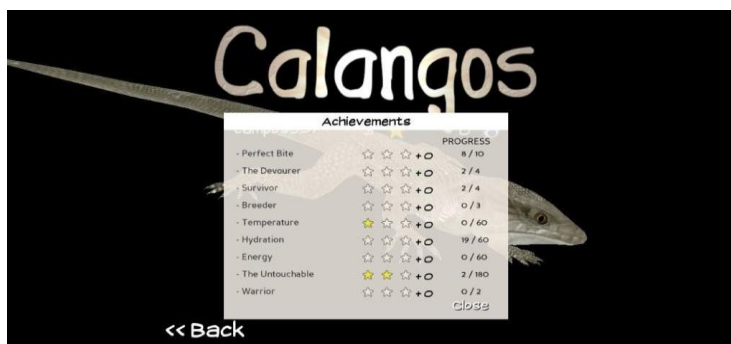 Calangos
Achievements
PROGRESS
- Perfect Bite +0 8 / 10
- The Devourer +0 2 / 4
- Survivor +0 2 / 4
- Breeder +0 0 / 3
- Temperature +0 0 / 60
- Hydration +0 19 / 60
- Energy +0 0 / 60
- The Untouchable +0 2 / 180
- Warrior +0 0 / 2
Close
<< Back